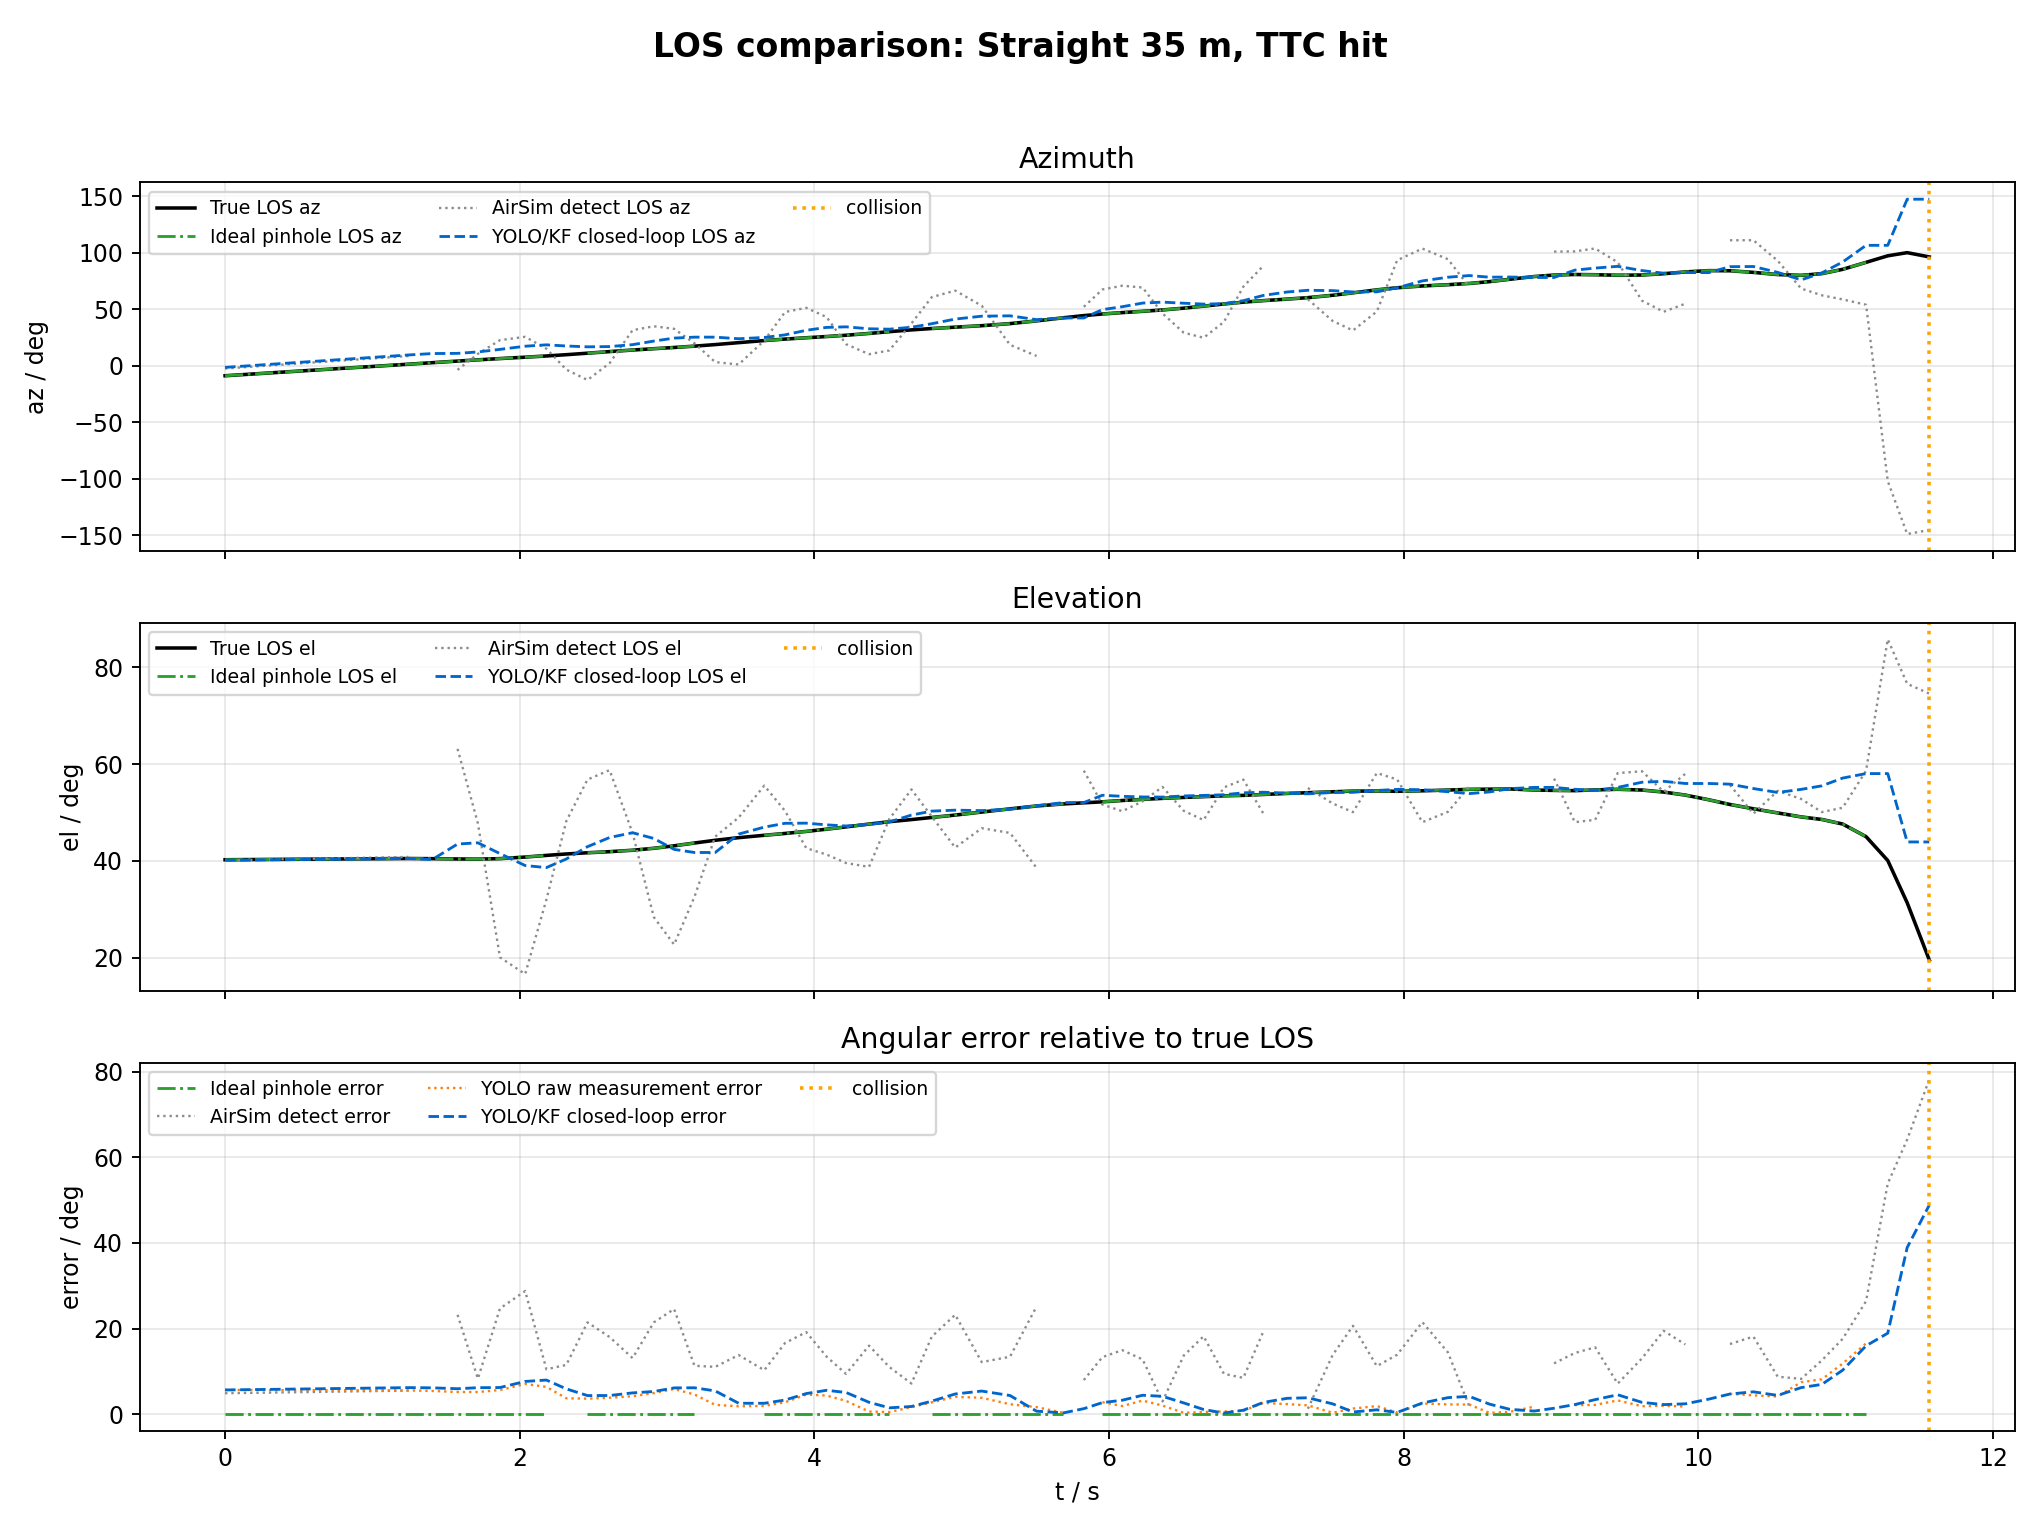 LOS comparison: Straight 35 m, TTC hit
Azimuth
True LOS az
Ideal pinhole LOS az
AirSim detect LOS az
YOLO/KF closed-loop LOS az
collision
az / deg
150
100
50
0
−50
−100
−150
Elevation
True LOS el
Ideal pinhole LOS el
AirSim detect LOS el
YOLO/KF closed-loop LOS el
collision
el / deg
80
60
40
20
Angular error relative to true LOS
Ideal pinhole error
AirSim detect error
YOLO raw measurement error
YOLO/KF closed-loop error
collision
error / deg
80
60
40
20
0
0 2 4 6 8 10 12
t / s